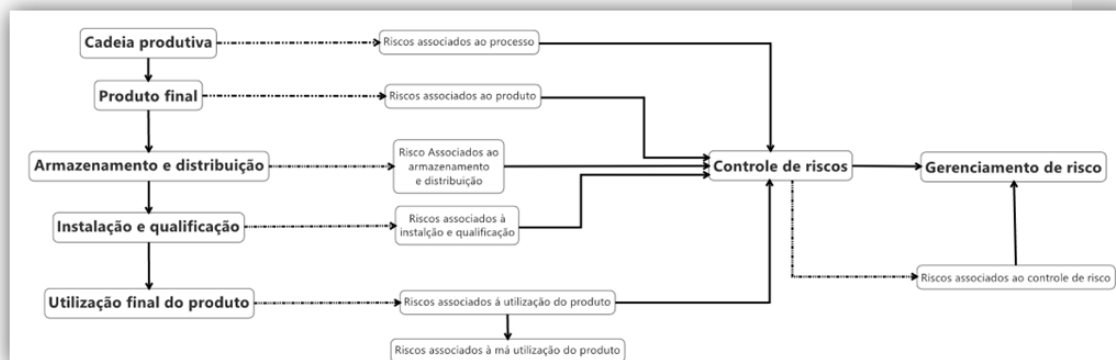 Cadeia produtiva
Riscos associados ao processo
Produto final
Riscos associados ao produto
Armazenamento e distribuição
Risco Associados ao
armazenamento
e distribuição
Controle de riscos
Gerenciamento de risco
Instalação e qualificação
Riscos associados à
instalção e qualificação
Riscos associados ao controle de risco
Utilização final do produto
Riscos associados á utilização do produto
Riscos associados à má utilização do produto